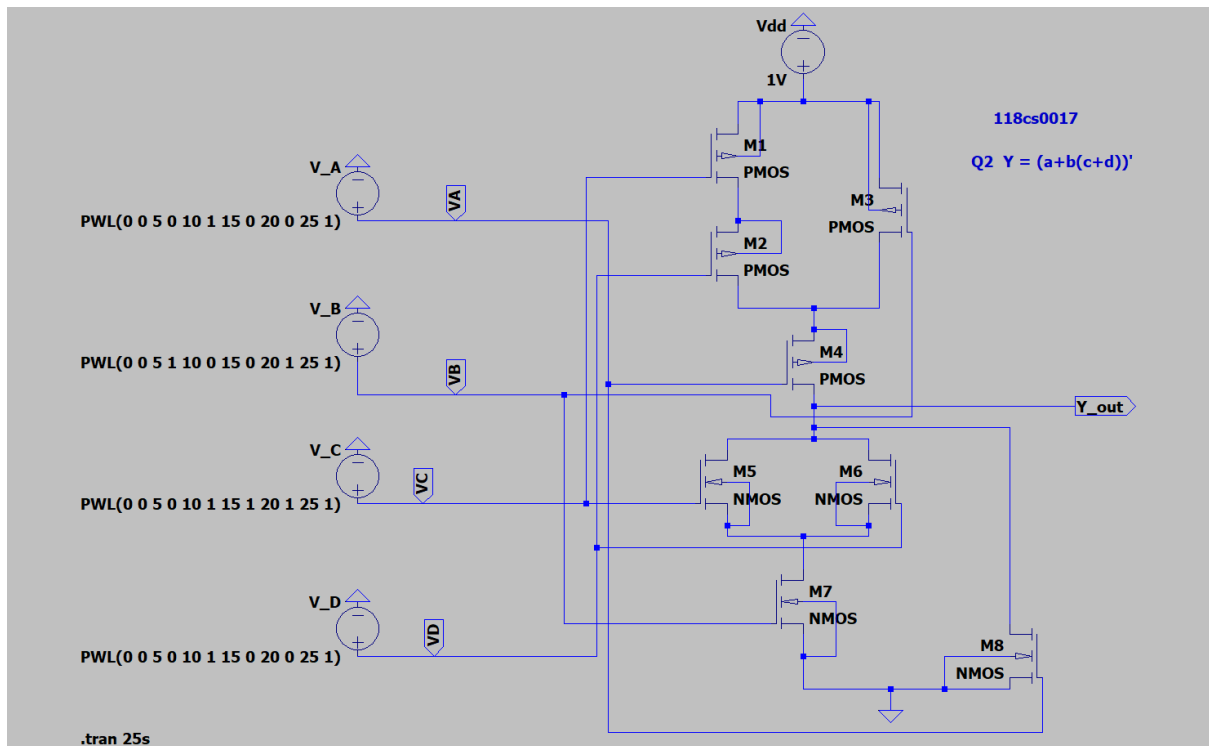 Vdd
1V
118cs0017
Q2 Y = (a+b(c+d))'
M1
PMOS
V_A
VA
PWL(0 0 5 0 10 1 15 0 20 0 25 1)
M3
PMOS
M2
PMOS
V_B
VB
PWL(0 0 5 1 10 0 15 0 20 1 25 1)
M4
PMOS
Y_out
V_C
VC
PWL(0 0 5 0 10 1 15 1 20 1 25 1)
M5
NMOS
M6
NMOS
V_D
VD
PWL(0 0 5 0 10 1 15 0 20 0 25 1)
M7
NMOS
M8
NMOS
.tran 25s